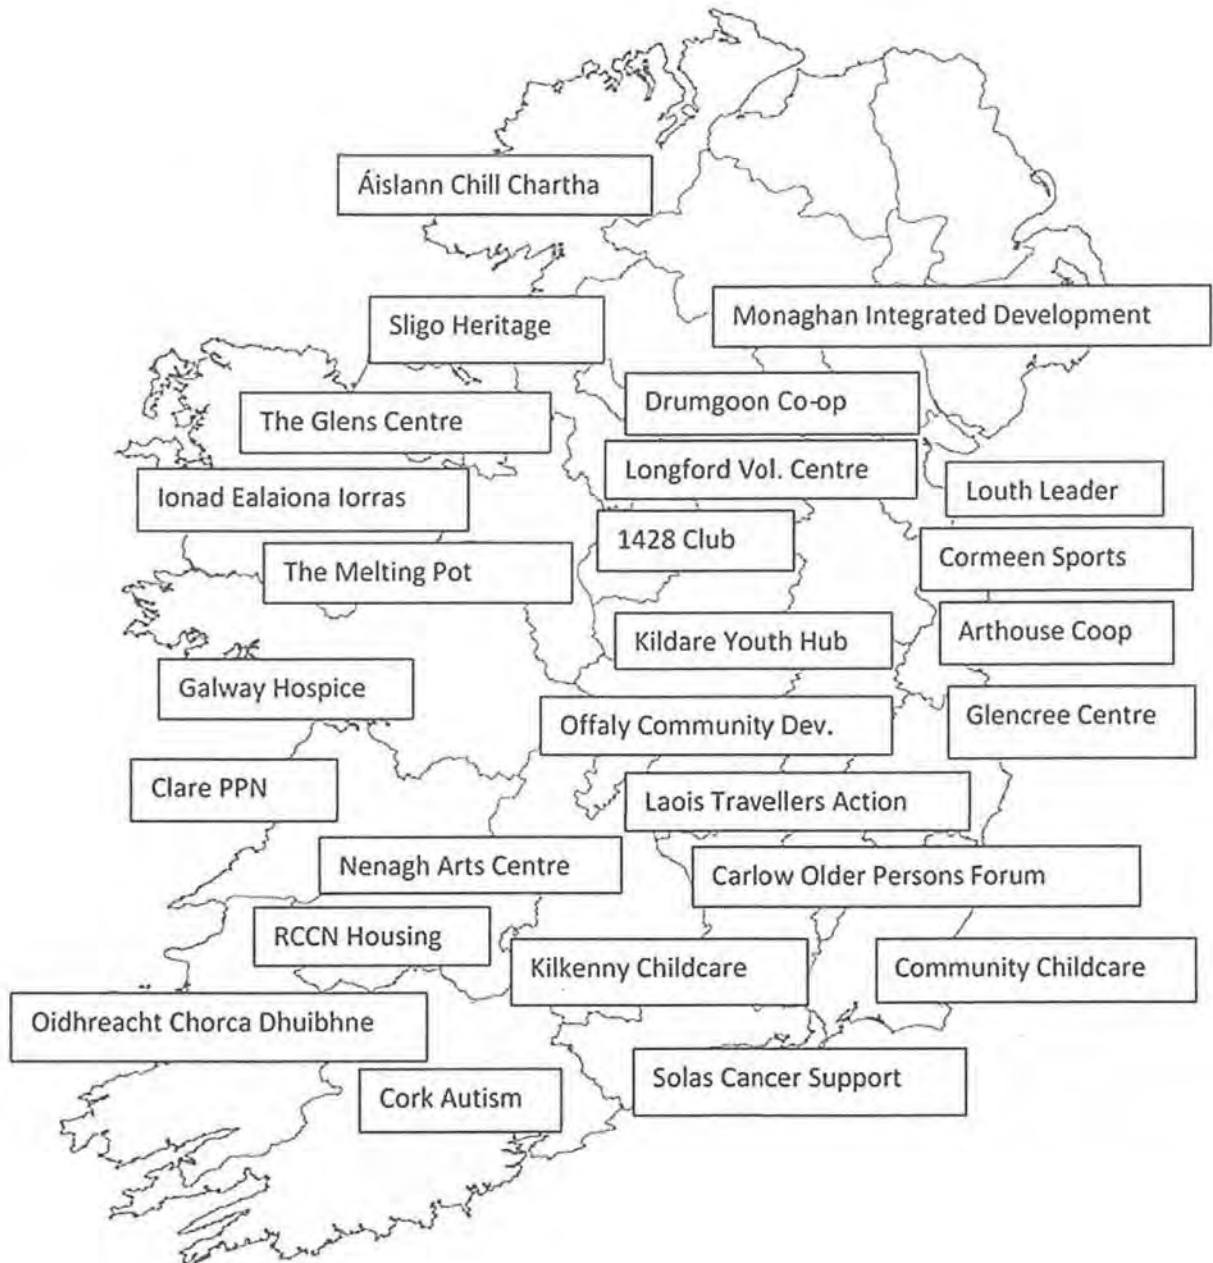 Áislann Chill Chartha
Sligo Heritage
Monaghan Integrated Development
The Glens Centre
Drumgoon Co-op
Longford Vol. Centre
Ionad Ealaiona Iorras
Louth Leader
1428 Club
Cormeen Sports
The Melting Pot
Kildare Youth Hub
Arthouse Coop
Galway Hospice
Offaly Community Dev.
Glencree Centre
Clare PPN
Laois Travellers Action
Nenagh Arts Centre
Carlow Older Persons Forum
RCCN Housing
Kilkenny Childcare
Community Childcare
Oidhreacht Chorca Dhuibhne
Solas Cancer Support
Cork Autism